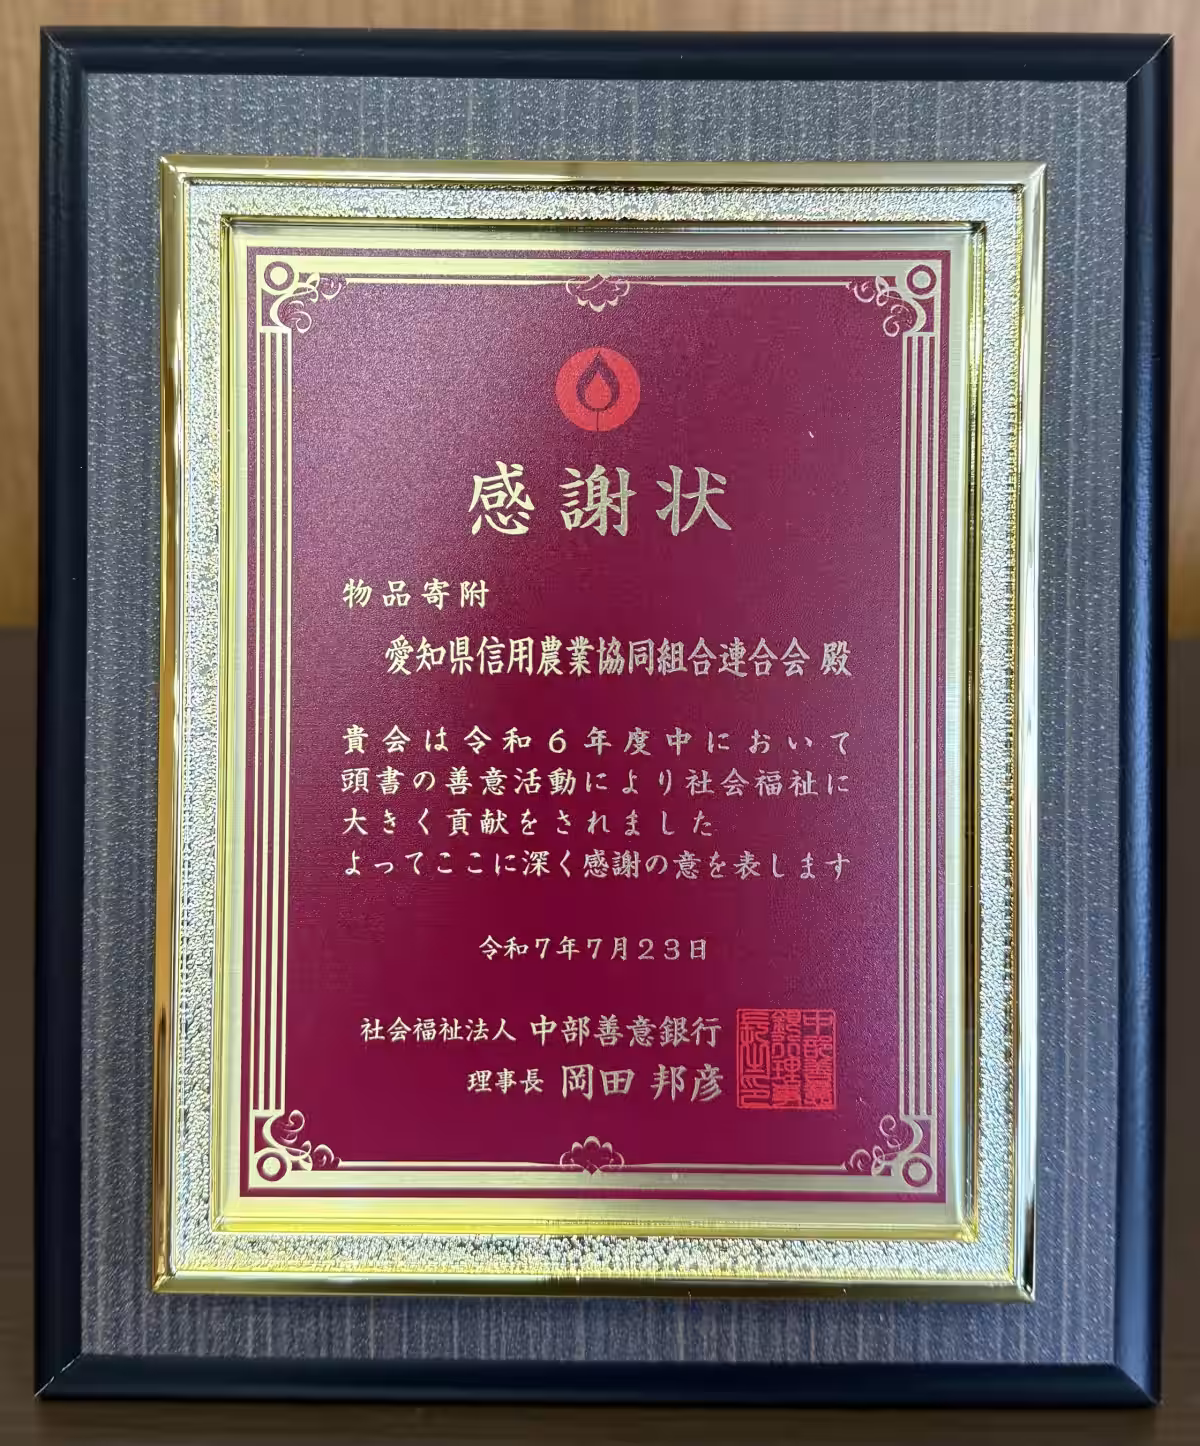 感謝状
物品寄附
愛知県信用農業協同組合連合会 殿
貴会は令和6年度中において
頭書の善意活動により社会福祉に
大きく貢献をされました
よってここに深く感謝の意を表します
令和7年7月23日
社会福祉法人 中部善意銀行
理事長 岡田 邦彦